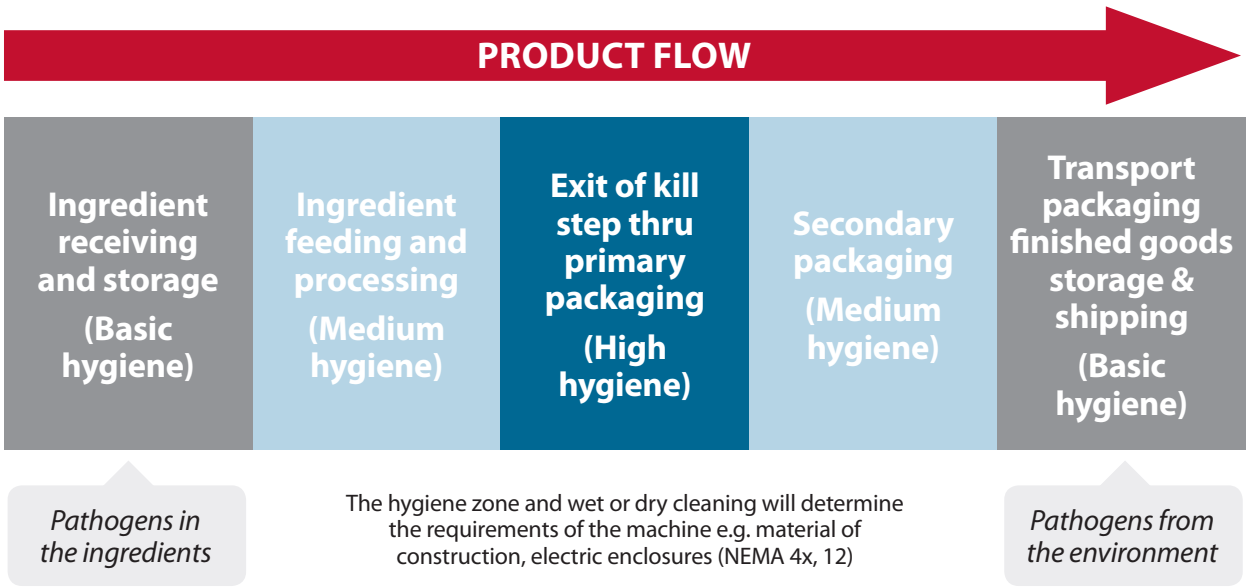 PRODUCT FLOW
Ingredient
receiving
and storage
(Basic
hygiene)
Ingredient
feeding and
processing
(Medium
hygiene)
Exit of kill
step thru
primary
packaging
(High
hygiene)
Secondary
packaging
(Medium
hygiene)
Transport
packaging
finished goods
storage &
shipping
(Basic
hygiene)
Pathogens in
the ingredients
The hygiene zone and wet or dry cleaning will determine
the requirements of the machine e.g. material of
construction, electric enclosures (NEMA 4x, 12)
Pathogens from
the environment